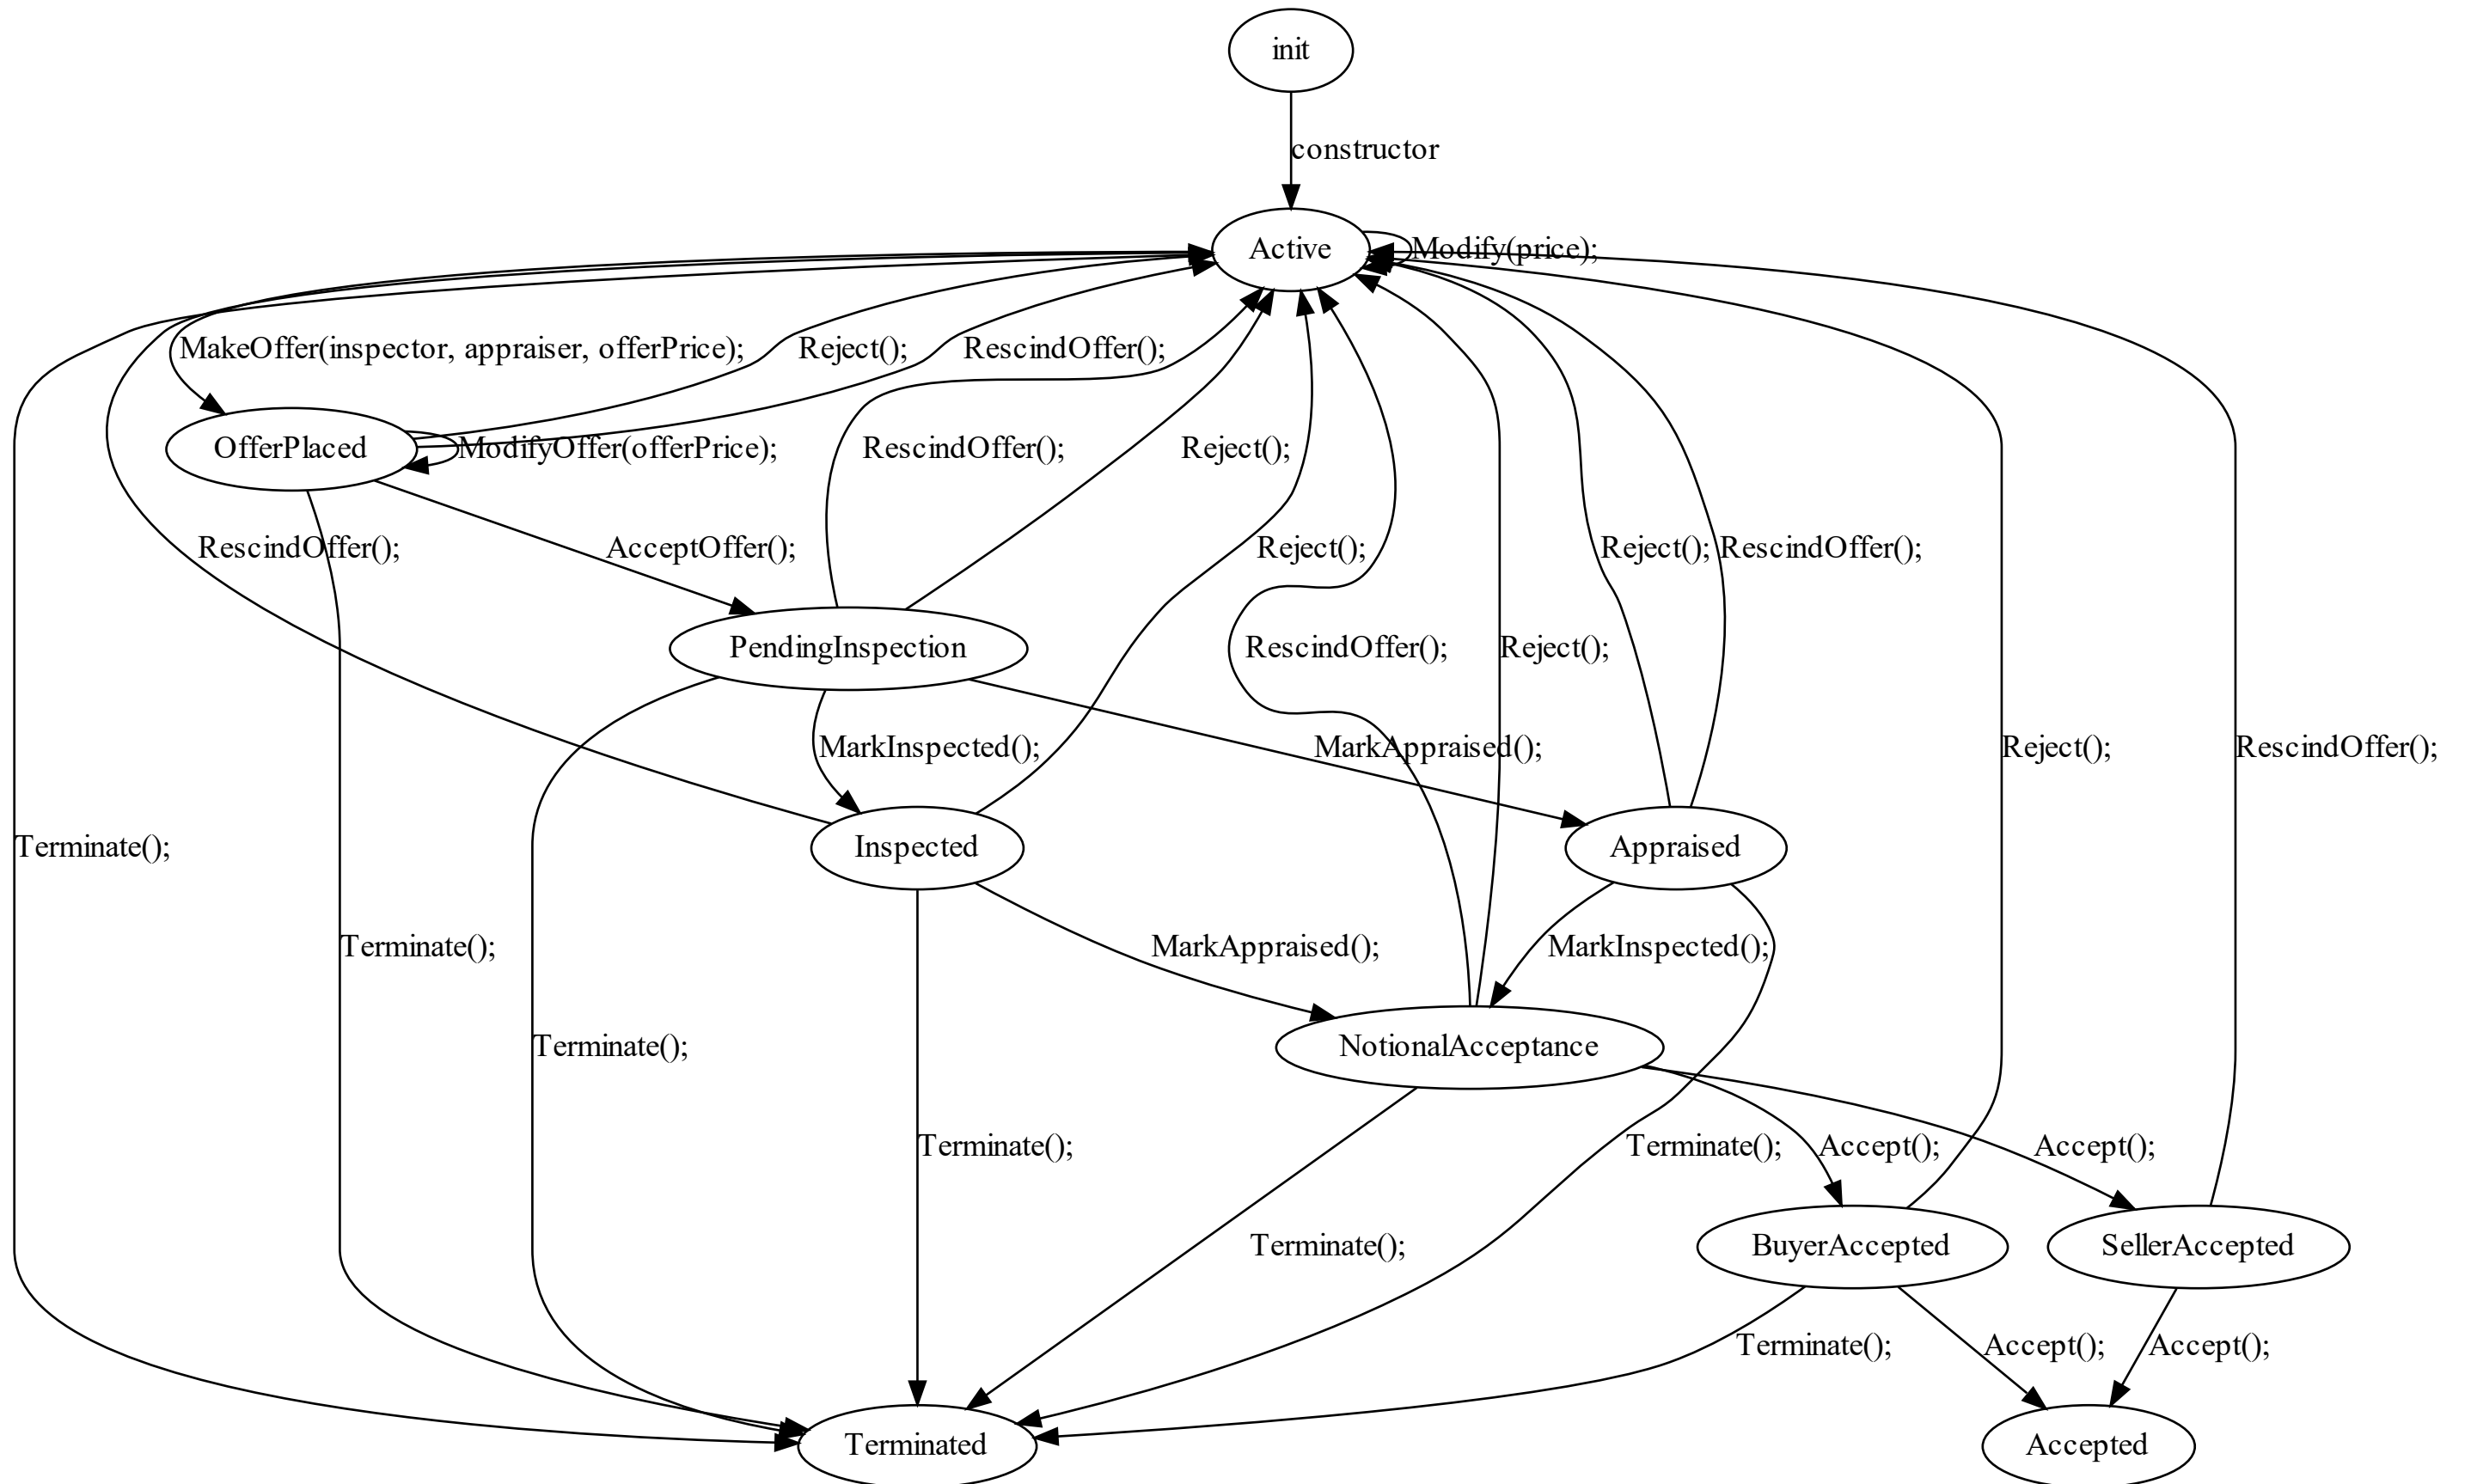 init
constructor
Active
Modify(price);
MakeOffer(inspector, appraiser, offerPrice);
Reject();
RescindOffer();
OfferPlaced
ModifyOffer(offerPrice);
RescindOffer();
Reject();
RescindOffer();
AcceptOffer();
Reject();
Reject();
RescindOffer();
PendingInspection
RescindOffer();
Reject();
MarkInspected();
MarkAppraised();
Reject();
RescindOffer();
Terminate();
Inspected
Appraised
Terminate();
MarkAppraised();
MarkInspected();
Terminate();
NotionalAcceptance
Terminate();
Terminate();
Accept();
Accept();
Terminate();
BuyerAccepted
SellerAccepted
Terminate();
Accept();
Accept();
Terminated
Accepted